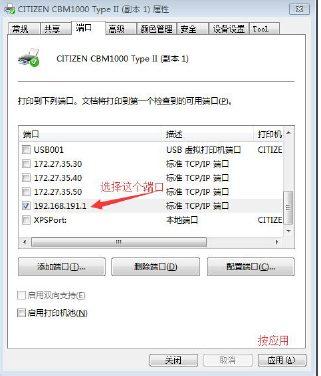 CITIZEN CBM1000 Type II (副本 1) 属性
常规 共享 端口 高级 颜色管理 安全 设备设置 Tool
CITIZEN CBM1000 Type II (副本 1)
打印到下列端口。文档将打印到第一个检查到的可用端口(P)。
端口 描述 打印机
USB001 USB 虚拟打印机端口 CITIZE
172.27.35.30 标准 TCP/IP 端口
172.27.35.40 标准 TCP/IP 端口
选择这个端口
172.27.35.50 标准 TCP/IP 端口
192.168.191.1 标准 TCP/IP 端口
XPSPort: 本地端口 CITIZE
添加端口(T)... 删除端口(D) 配置端口(C)...
启用双向支持(E)
启用打印机池(N)
按应用
关闭 取消 应用(A)